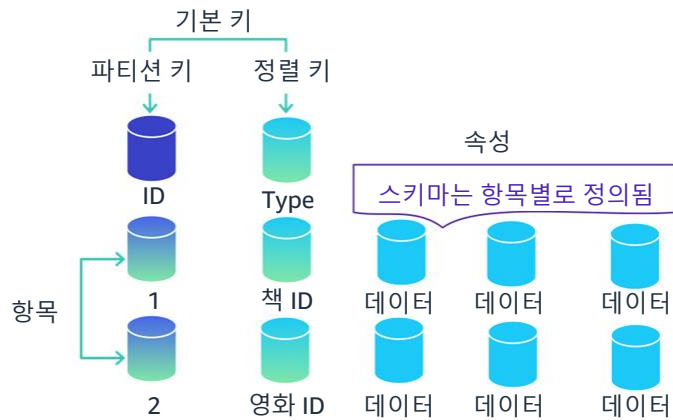 기본 키
파티션 키 정렬 키
속성
ID Type
스키마는 항목별로 정의됨
항목
1 책 ID 데이터 데이터 데이터
2 영화 ID 데이터 데이터 데이터